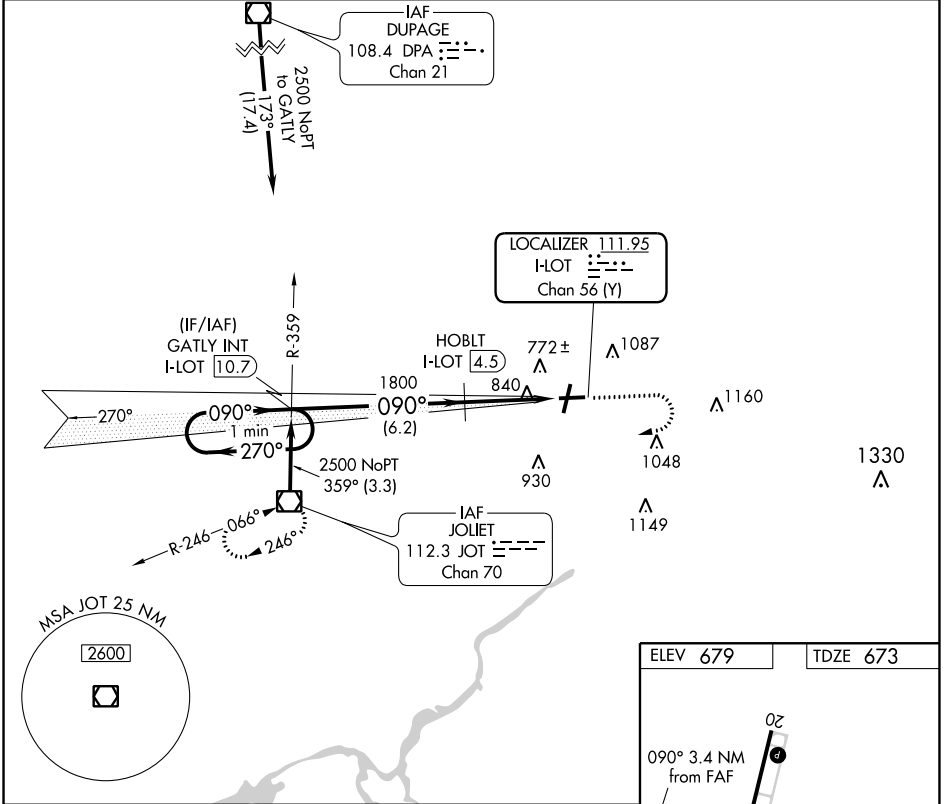 IAF
DUPAGE
108.4 DPA
Chan 21
2500 NoPT
to GATLY
173°
(17.4)
LOCALIZER 111.95
I-LOT
Chan 56 (Y)
R-359
(IF/IAF)
GATLY INT
I-LOT 10.7
HOBLT
I-LOT 4.5
772±
1087
1800
840
270°
090°
090°
1160
1 min
(6.2)
270°
1048
2500 NoPT
359° (3.3)
930
1330
1149
IAF
JOLIET
112.3 JOT
Chan 70
R-246
066°
246°
MSA JOT 25 NM
2600
ELEV 679
TDZE 673
20
P
090° 3.4 NM
from FAF